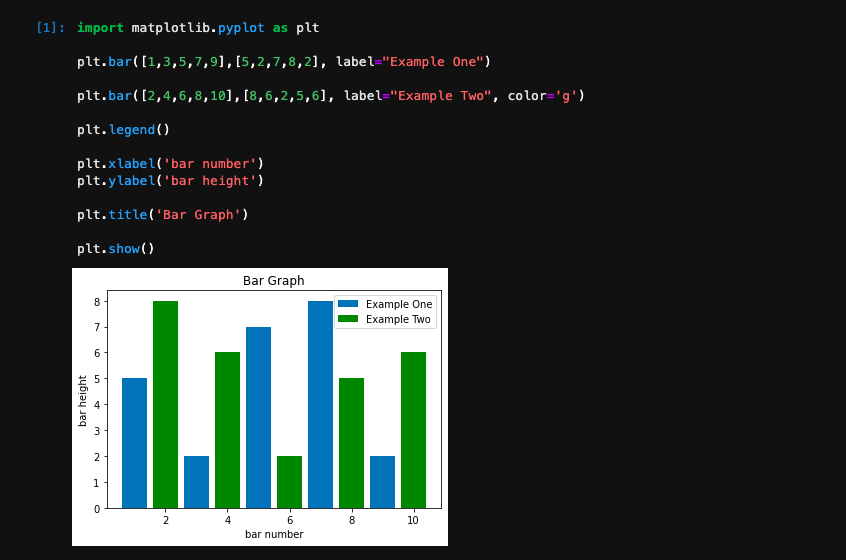 [1]: import matplotlib.pyplot as plt
plt.bar([1,3,5,7,9],[5,2,7,8,2], label="Example One")
plt.bar([2,4,6,8,10],[8,6,2,5,6], label="Example Two", color='g')
plt.legend()
plt.xlabel('bar number')
plt.ylabel('bar height')
plt.title('Bar Graph')
plt.show()
Bar Graph
Example One
Example Two
bar height
8
7
6
5
4
3
2
1
0
2 4 6 8 10
bar number